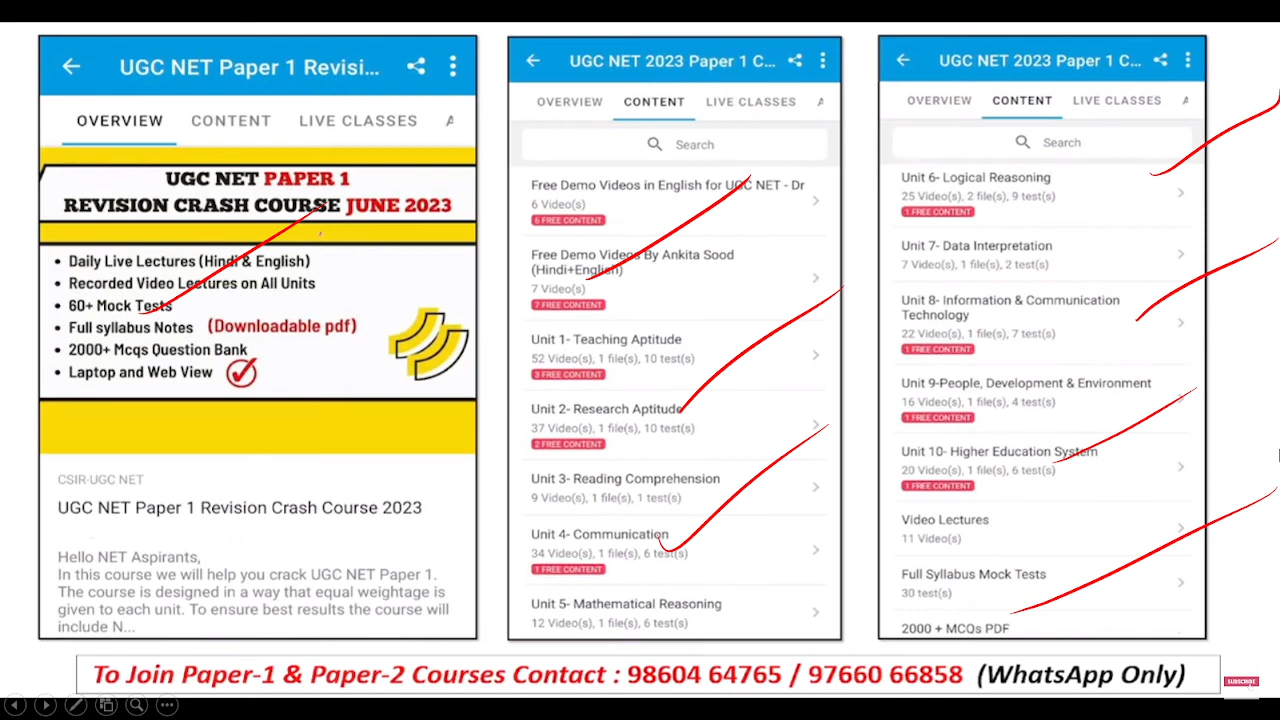 UGC NET Paper 1 Revisi...
OVERVIEW CONTENT LIVE CLASSES A
UGC NET PAPER 1
REVISION CRASH COURSE JUNE 2023
• Daily Live Lectures (Hindi & English)
• Recorded Video Lectures on All Units
• 60+ Mock Tests
• Full syllabus Notes (Downloadable pdf)
• 2000+ Mcqs Question Bank
• Laptop and Web View
CSIR-UGC NET
UGC NET Paper 1 Revision Crash Course 2023
Hello NET Aspirants,
In this course we will help you crack UGC NET Paper 1.
The course is designed in a way that equal weightage is
given to each unit. To ensure best results the course will
include N...
UGC NET 2023 Paper 1 C...
OVERVIEW CONTENT LIVE CLASSES A
Search
Free Demo Videos in English for UGC NET - Dr
6 Video(s)
6 FREE CONTENT
Free Demo Videos By Ankita Sood
(Hindi+English)
7 Video(s)
7 FREE CONTENT
Unit 1- Teaching Aptitude
52 Video(s), 1 file(s), 10 test(s)
3 FREE CONTENT
Unit 2- Research Aptitude
37 Video(s), 1 file(s), 10 test(s)
2 FREE CONTENT
Unit 3- Reading Comprehension
9 Video(s), 1 file(s), 1 test(s)
Unit 4- Communication
34 Video(s), 1 file(s), 6 test(s)
1 FREE CONTENT
Unit 5- Mathematical Reasoning
12 Video(s), 1 file(s), 6 test(s)
UGC NET 2023 Paper 1 C...
OVERVIEW CONTENT LIVE CLASSES A
Search
Unit 6- Logical Reasoning
25 Video(s), 2 file(s), 9 test(s)
1 FREE CONTENT
Unit 7- Data Interpretation
7 Video(s), 1 file(s), 2 test(s)
Unit 8- Information & Communication
Technology
22 Video(s), 1 file(s), 7 test(s)
1 FREE CONTENT
Unit 9-People, Development & Environment
16 Video(s), 1 file(s), 4 test(s)
1 FREE CONTENT
Unit 10- Higher Education System
20 Video(s), 1 file(s), 6 test(s)
1 FREE CONTENT
Video Lectures
11 Video(s)
Full Syllabus Mock Tests
30 test(s)
2000 + MCQs PDF
To Join Paper-1 & Paper-2 Courses Contact : 98604 64765 / 97660 66858 (WhatsApp Only)
SUBSCRIBE